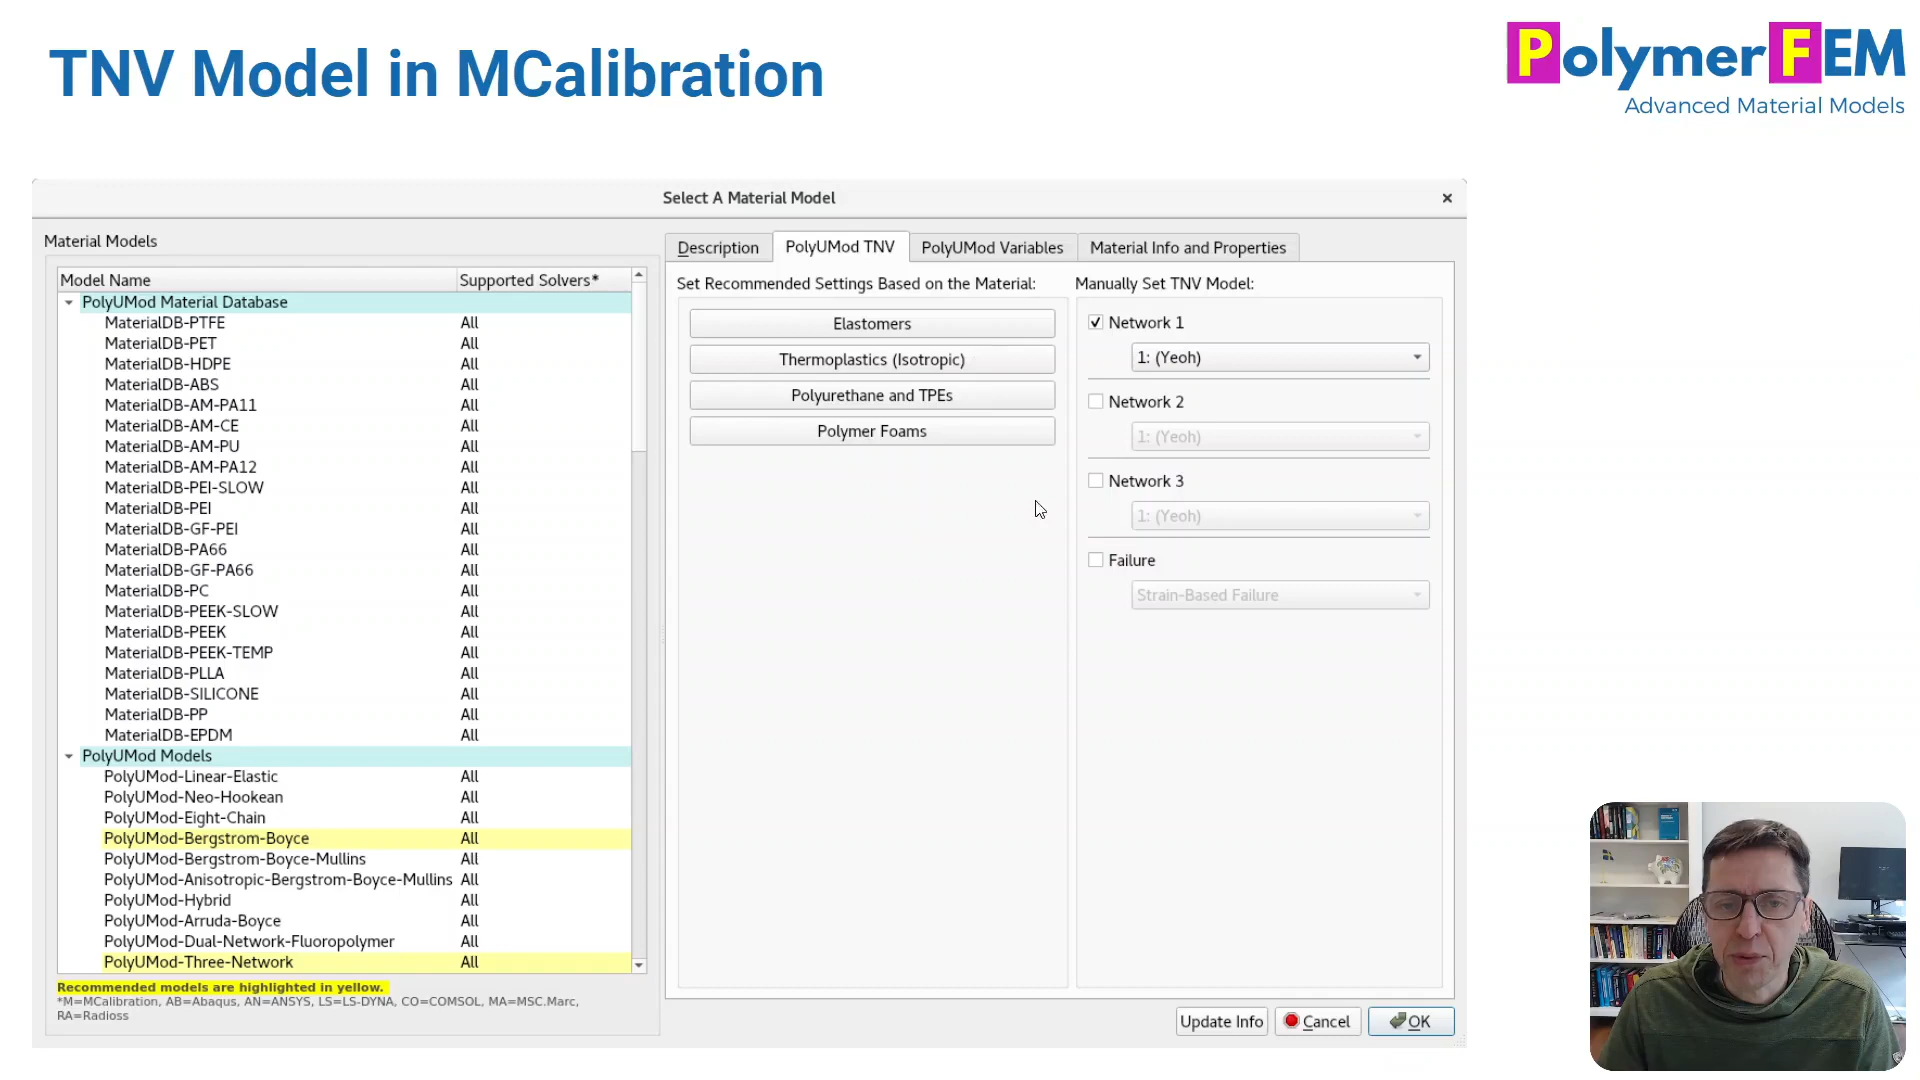 TNV Model in MCalibration
PolymerFEM
Advanced Material Models
Select A Material Model
Material Models
Model Name Supported Solvers*
PolyUMod Material Database
MaterialDB-PTFE All
MaterialDB-PET All
MaterialDB-HDPE All
MaterialDB-ABS All
MaterialDB-AM-PA11 All
MaterialDB-AM-CE All
MaterialDB-AM-PU All
MaterialDB-AM-PA12 All
MaterialDB-PEI-SLOW All
MaterialDB-PEI All
MaterialDB-GF-PEI All
MaterialDB-PA66 All
MaterialDB-GF-PA66 All
MaterialDB-PC All
MaterialDB-PEEK-SLOW All
MaterialDB-PEEK All
MaterialDB-PEEK-TEMP All
MaterialDB-PLLA All
MaterialDB-SILICONE All
MaterialDB-PP All
MaterialDB-EPDM All
PolyUMod Models
PolyUMod-Linear-Elastic All
PolyUMod-Neo-Hookean All
PolyUMod-Eight-Chain All
PolyUMod-Bergstrom-Boyce All
PolyUMod-Bergstrom-Boyce-Mullins All
PolyUMod-Anisotropic-Bergstrom-Boyce-Mullins All
PolyUMod-Hybrid All
PolyUMod-Arruda-Boyce All
PolyUMod-Dual-Network-Fluoropolymer All
PolyUMod-Three-Network All
Recommended models are highlighted in yellow.
*M=MCalibration, AB=Abaqus, AN=ANSYS, LS=LS-DYNA, CO=COMSOL, MA=MSC.Marc,
RA=Radioss
Description PolyUMod TNV PolyUMod Variables Material Info and Properties
Set Recommended Settings Based on the Material:
Elastomers
Thermoplastics (Isotropic)
Polyurethane and TPEs
Polymer Foams
Manually Set TNV Model:
Network 1
1: (Yeoh)
Network 2
1: (Yeoh)
Network 3
1: (Yeoh)
Failure
Strain-Based Failure
Update Info Cancel OK